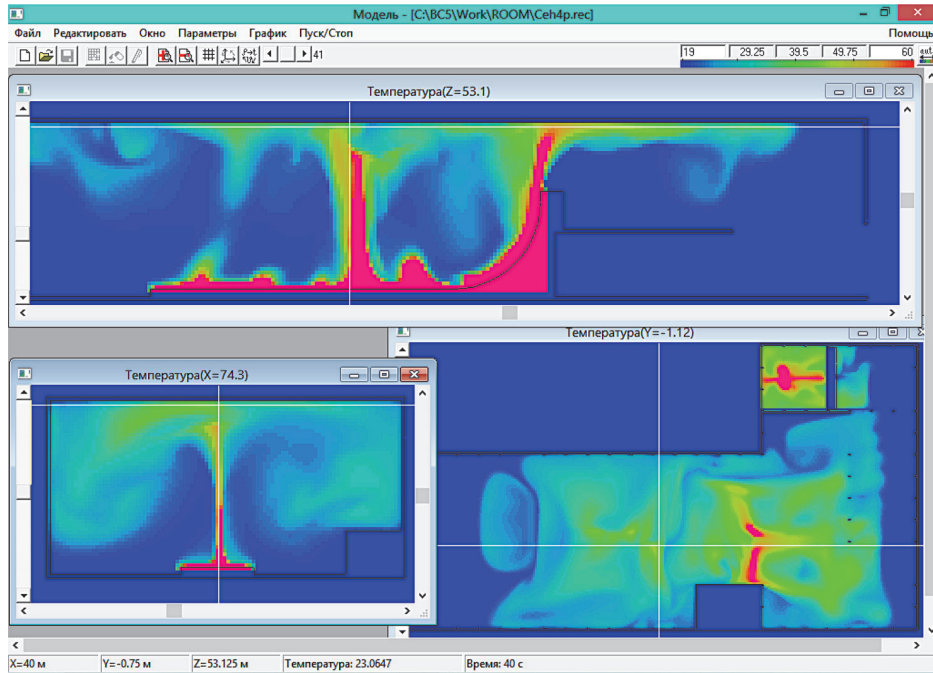 Модель - [C:\BC5\Work\ROOM\Ceh4p.rec]
Файл Редактировать Окно Параметры График Пуск/Стоп Помощь
41 19 29.25 39.5 49.75 60 aut
Температура(Z=53.1)
Температура(Y=-1.12)
Температура(X=74.3)
X=40 м Y=-0.75 м Z=53.125 м Температура: 23.0647 Время: 40 с